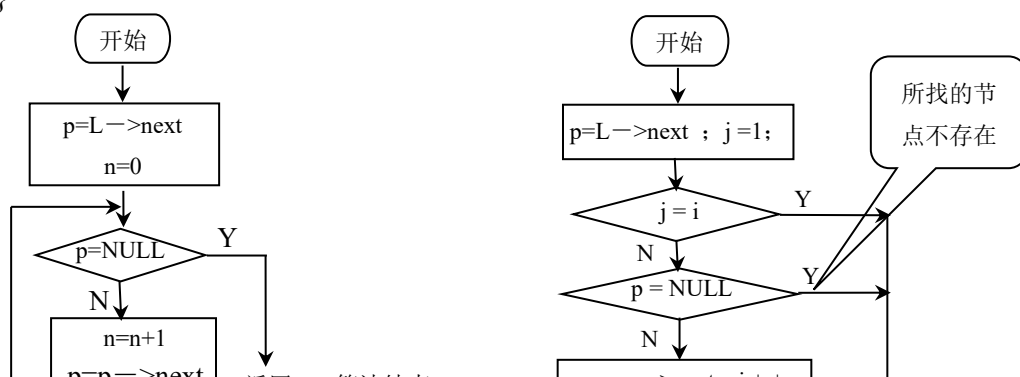 开始
p=L—>next
n=0
p=NULL
Y
N
n=n+1
p=p—>next
开始
p=L—>next ；j =1；
j = i
Y
N
p = NULL
Y
N
所找的节
点不存在